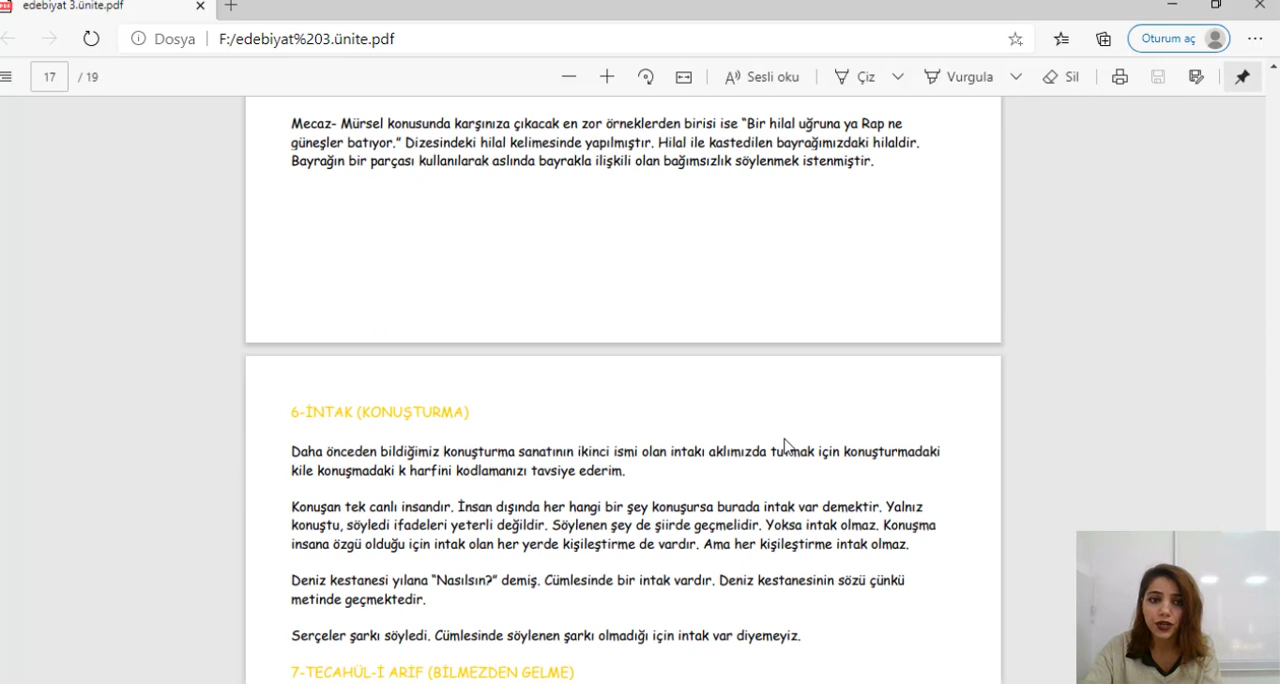 edebiyat 3.ünite.pdf
Dosya F:/edebiyat%203.ünite.pdf
Oturum aç
17 / 19
Sesli oku
Çiz
Vurgula
Sil
Mecaz- Mürsel konusunda karşınıza çıkacak en zor örneklerden birisi ise "Bir hilal uğruna ya Rap ne
güneşler batıyor." Dizesindeki hilal kelimesinde yapılmıştır. Hilal ile kastedilen bayrağımızdaki hilaldir.
Bayrağın bir parçası kullanılarak aslında bayrakla ilişkili olan bağımsızlık söylenmek istenmiştir.
6-İNTAK (KONUŞTURMA)
Daha önceden bildiğimiz konuşturma sanatının ikinci ismi olan intakı aklımızda tutmak için konuşturmadaki
kile konuşmadaki k harfini kodlamanızı tavsiye ederim.
Konuşan tek canlı insandır. İnsan dışında her hangi bir şey konuşursa burada intak var demektir. Yalnız
konuştu, söyledi ifadeleri yeterli değildir. Söylenen şey de şiirde geçmelidir. Yoksa intak olmaz. Konuşma
insana özgü olduğu için intak olan her yerde kişileştirme de vardır. Ama her kişileştirme intak olmaz.
Deniz kestanesi yılana "Nasılsın?" demiş. Cümlesinde bir intak vardır. Deniz kestanesinin sözü çünkü
metinde geçmektedir.
Serçeler şarkı söyledi. Cümlesinde söylenen şarkı olmadığı için intak var diyemeyiz.
7-TECAHÜL-İ ARİF (BİLMEZDEN GELME)